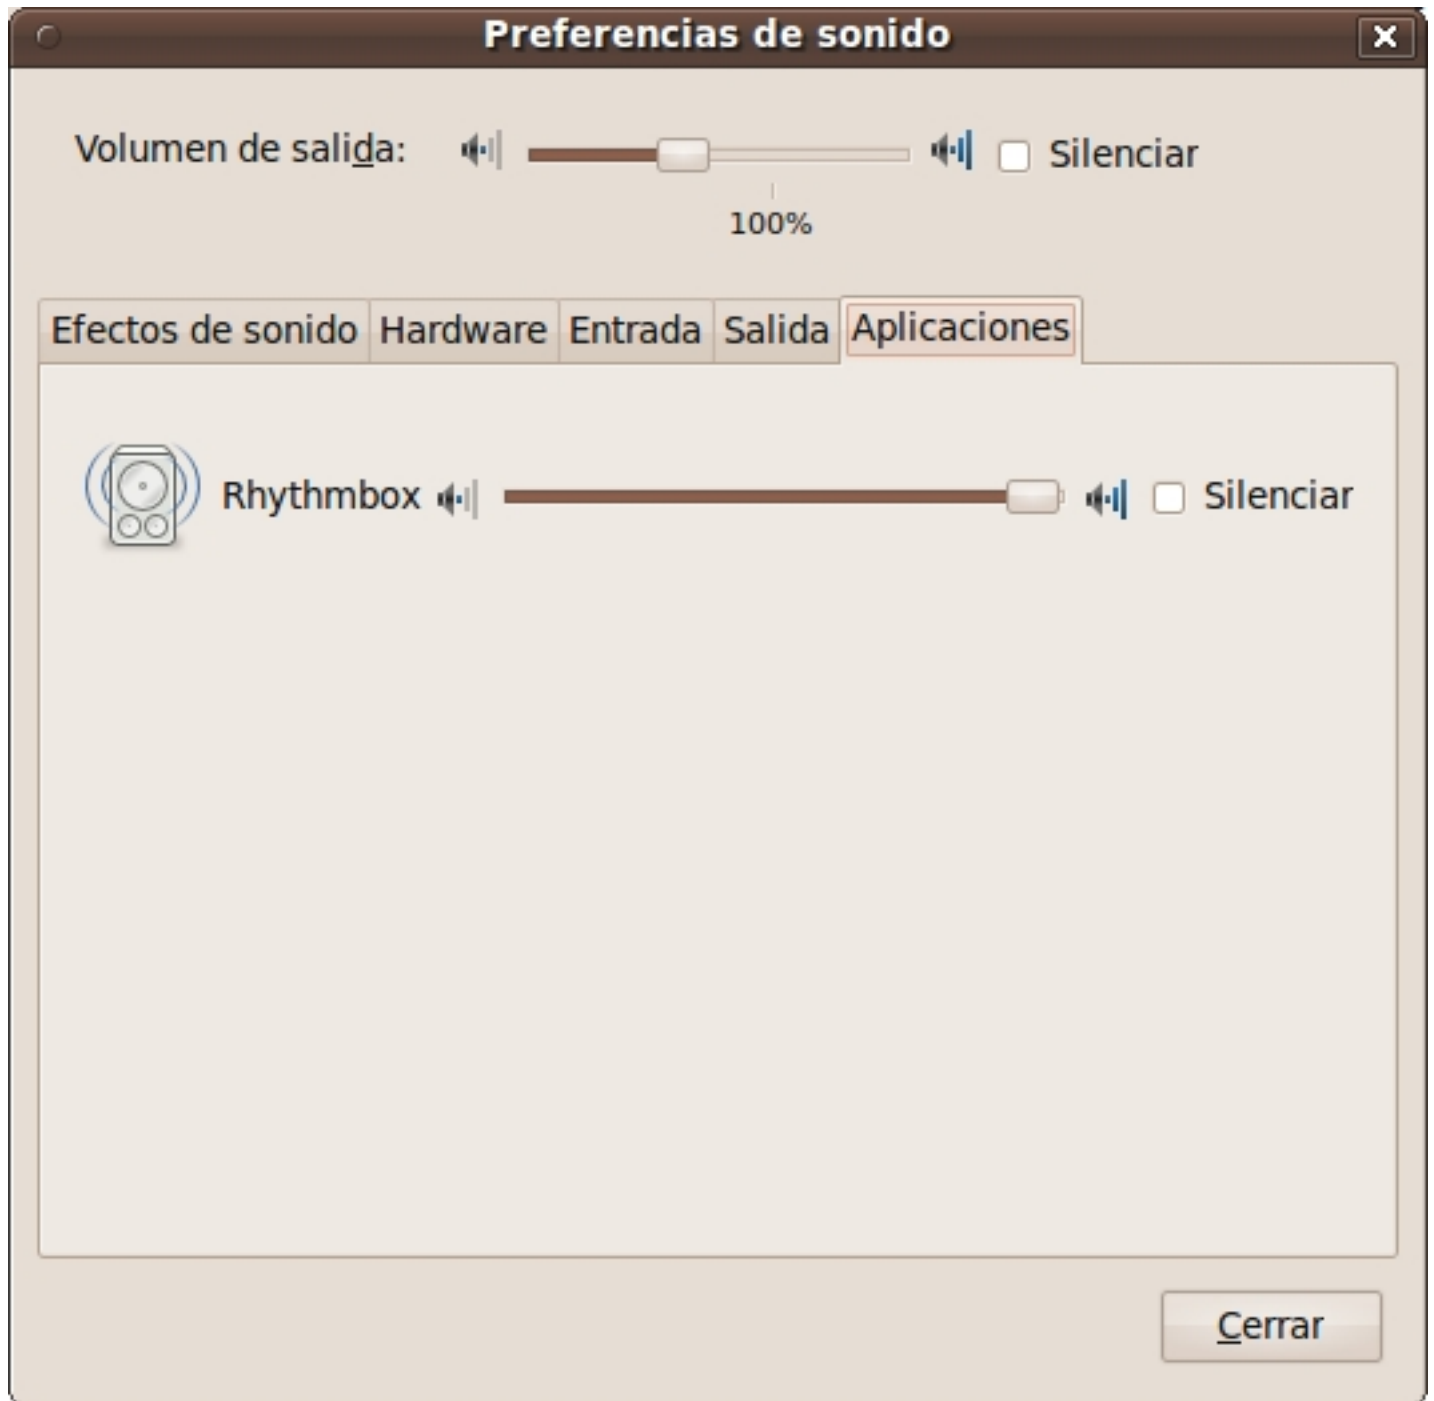 Preferencias de sonido
Volumen de salida: Silenciar
100%
Efectos de sonido Hardware Entrada Salida Aplicaciones
Rhythmbox Silenciar
Cerrar